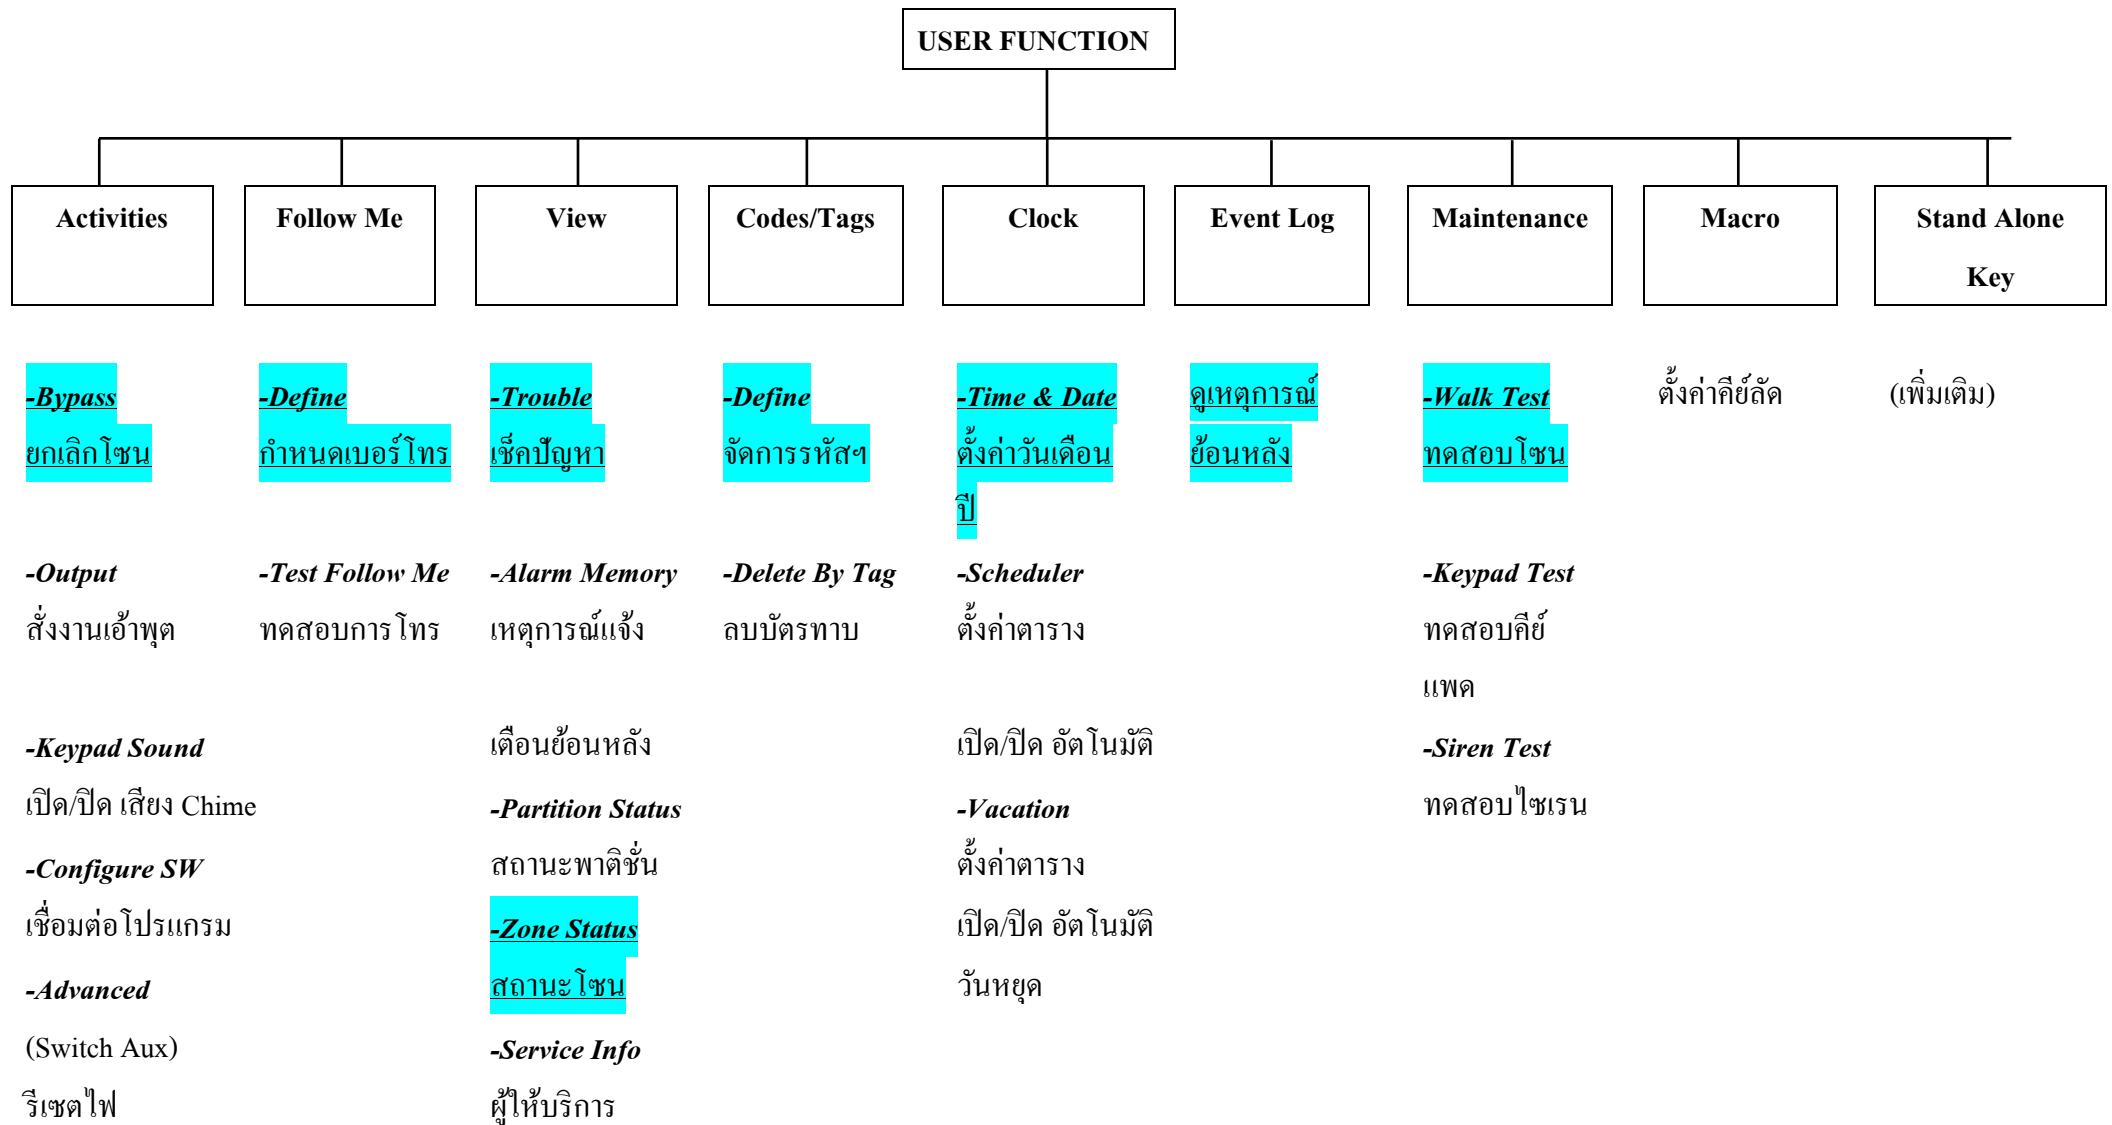 USER FUNCTION
Activities
Follow Me
View
Codes/Tags
Clock
Event Log
Maintenance
Macro
Stand Alone
Key
-Bypass
ยกเลิกโซน
-Output
สั่งงานเอ้าพุต
-Keypad Sound
เปิด/ปิด เสียง Chime
-Configure SW
เชื่อมต่อโปรแกรม
-Advanced
(Switch Aux)
รีเซตไฟ
-Define
กำหนดเบอร์โทร
-Test Follow Me
ทดสอบการโทร
-Trouble
เช็คปัญหา
-Alarm Memory
เหตุการณ์แจ้ง
เตือนย้อนหลัง
-Partition Status
สถานะพาติชั่น
-Zone Status
สถานะโซน
-Service Info
ผู้ให้บริการ
-Define
จัดการรหัสฯ
-Delete By Tag
ลบบัตรทาบ
-Time & Date
ตั้งค่าวันเดือน
ปี
-Scheduler
ตั้งค่าตาราง
เปิด/ปิด อัตโนมัติ
-Vacation
ตั้งค่าตาราง
เปิด/ปิด อัตโนมัติ
วันหยุด
ดูเหตุการณ์
ย้อนหลัง
-Walk Test
ทดสอบโซน
-Keypad Test
ทดสอบคีย์
แพด
-Siren Test
ทดสอบไซเรน
ตั้งค่าคีย์ลัด
(เพิ่มเติม)